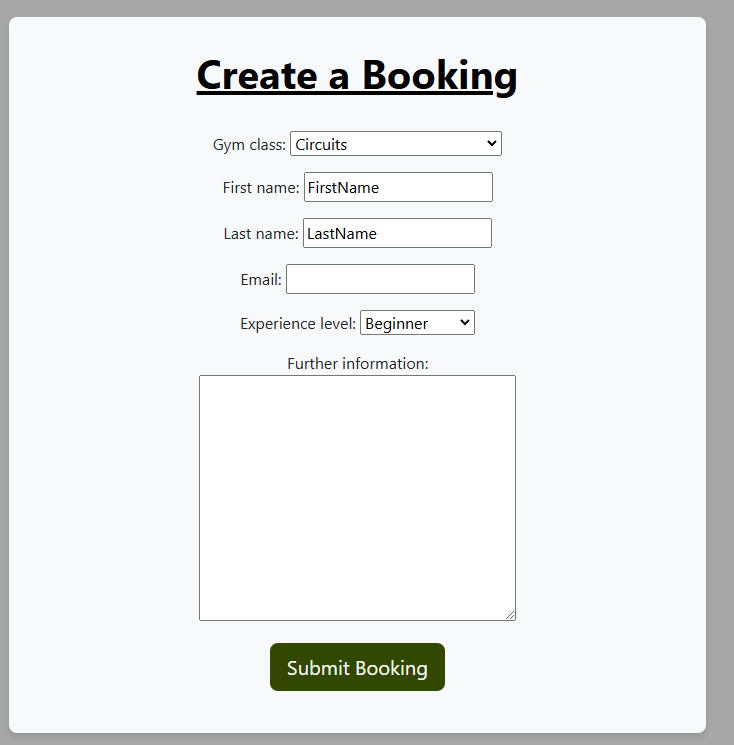 Create a Booking
Gym class: Circuits
First name: FirstName
Last name: LastName
Email:
Experience level: Beginner
Further information:
Submit Booking